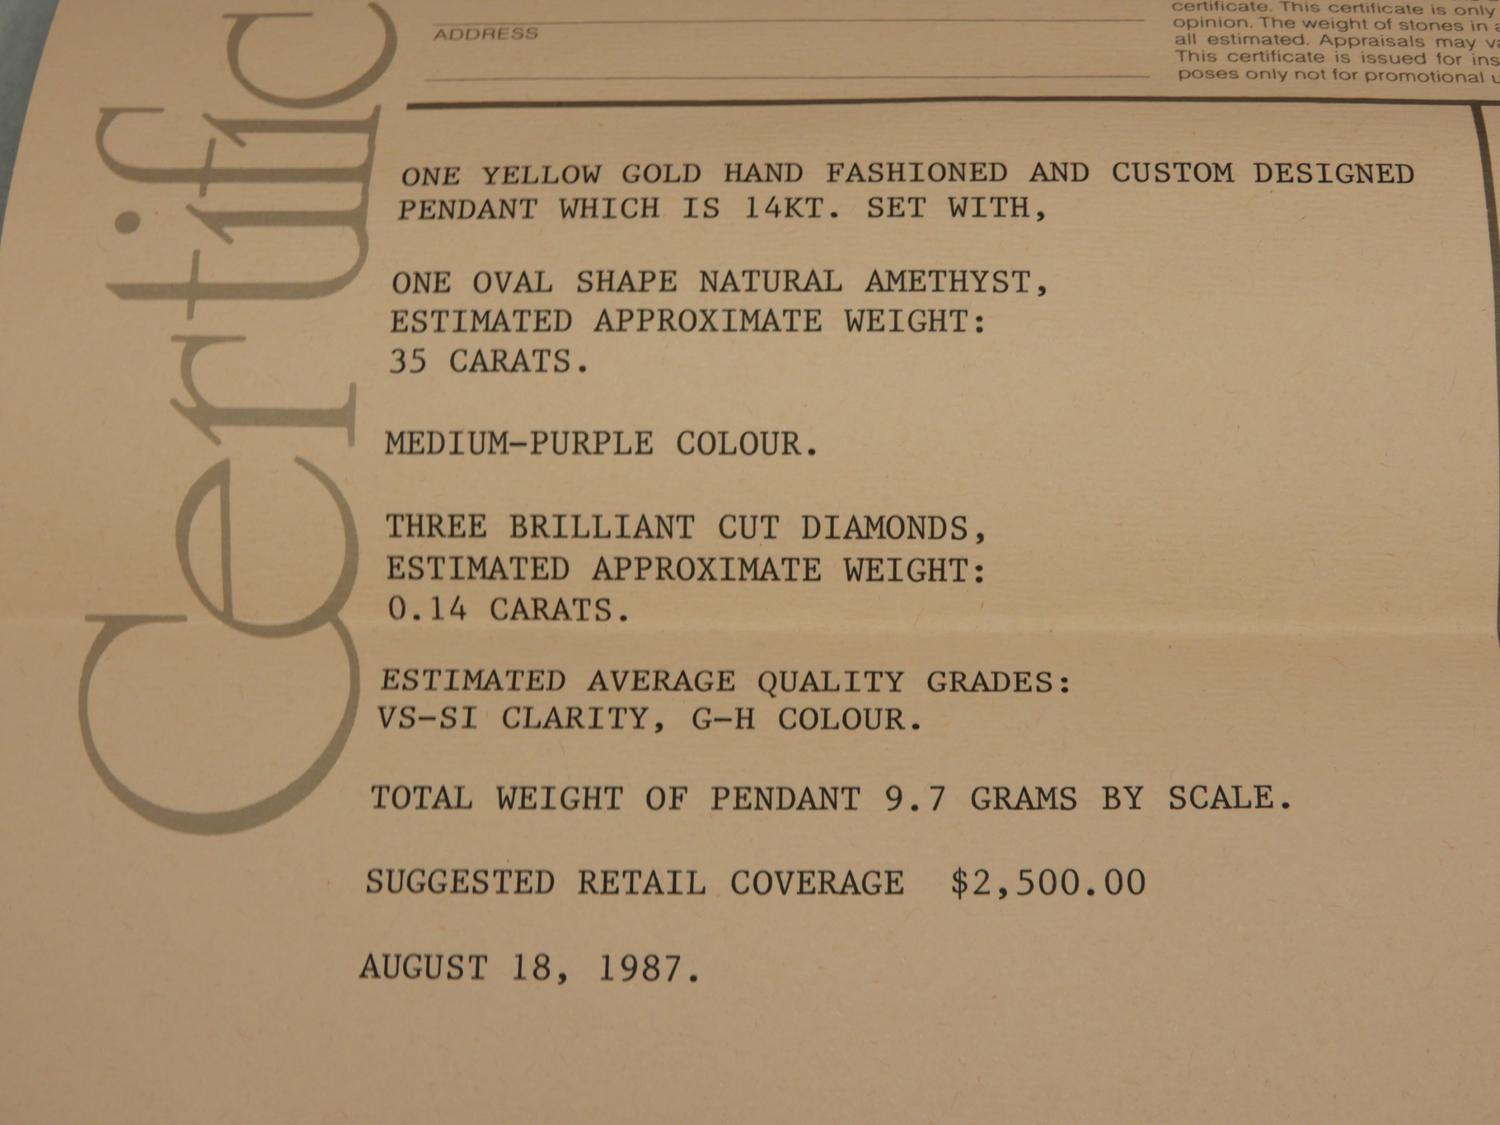 certificate. This certificate is only
opinion. The weight of stones in
all estimated. Appraisals may
This certificate is issued for
poses only not for promotional
ADDRESS
Certific
ONE YELLOW GOLD HAND FASHIONED AND CUSTOM DESIGNED
PENDANT WHICH IS 14KT. SET WITH,
ONE OVAL SHAPE NATURAL AMETHYST,
ESTIMATED APPROXIMATE WEIGHT:
35 CARATS.
MEDIUM-PURPLE COLOUR.
THREE BRILLIANT CUT DIAMONDS,
ESTIMATED APPROXIMATE WEIGHT:
0.14 CARATS.
ESTIMATED AVERAGE QUALITY GRADES:
VS-SI CLARITY, G-H COLOUR.
TOTAL WEIGHT OF PENDANT 9.7 GRAMS BY SCALE.
SUGGESTED RETAIL COVERAGE $2,500.00
AUGUST 18, 1987.